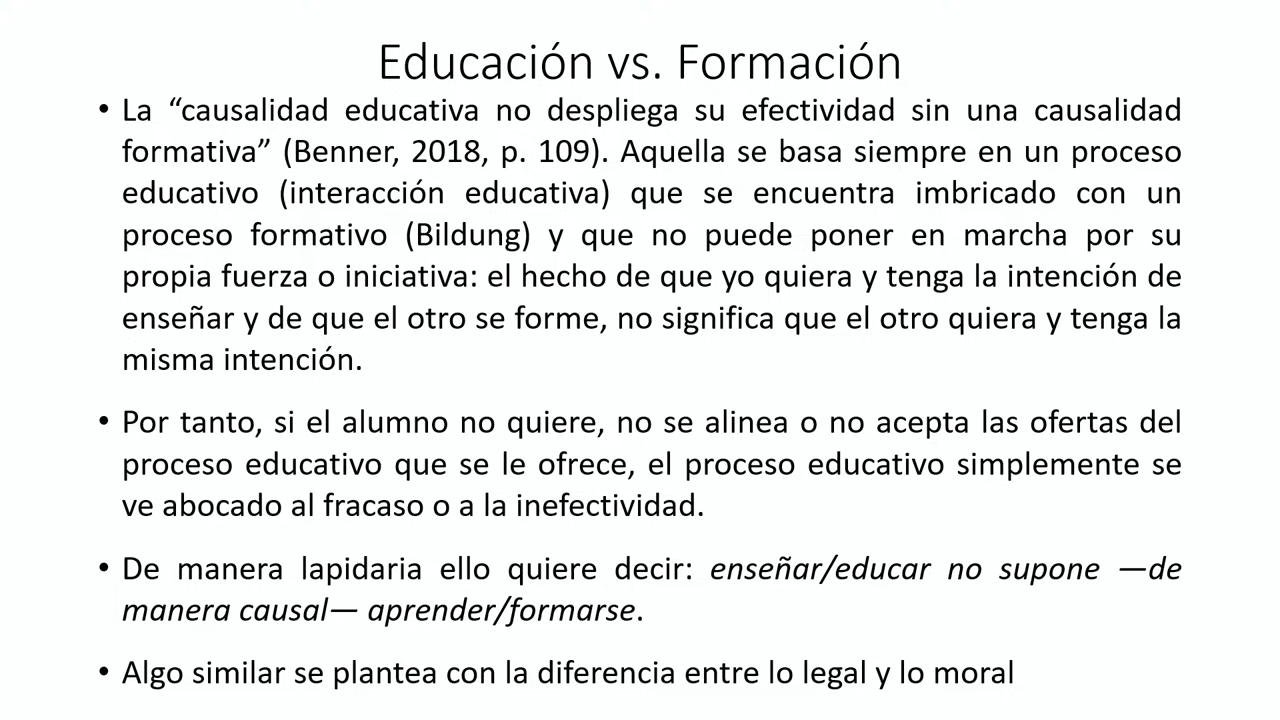 Educación vs. Formación
• La “causalidad educativa no despliega su efectividad sin una causalidad
formativa” (Benner, 2018, p. 109). Aquella se basa siempre en un proceso
educativo (interacción educativa) que se encuentra imbricado con un
proceso formativo (Bildung) y que no puede poner en marcha por su
propia fuerza o iniciativa: el hecho de que yo quiera y tenga la intención de
enseñar y de que el otro se forme, no significa que el otro quiera y tenga la
misma intención.
• Por tanto, si el alumno no quiere, no se alinea o no acepta las ofertas del
proceso educativo que se le ofrece, el proceso educativo simplemente se
ve abocado al fracaso o a la inefectividad.
• De manera lapidaria ello quiere decir: enseñar/educar no supone —de
manera causal— aprender/formarse.
• Algo similar se plantea con la diferencia entre lo legal y lo moral